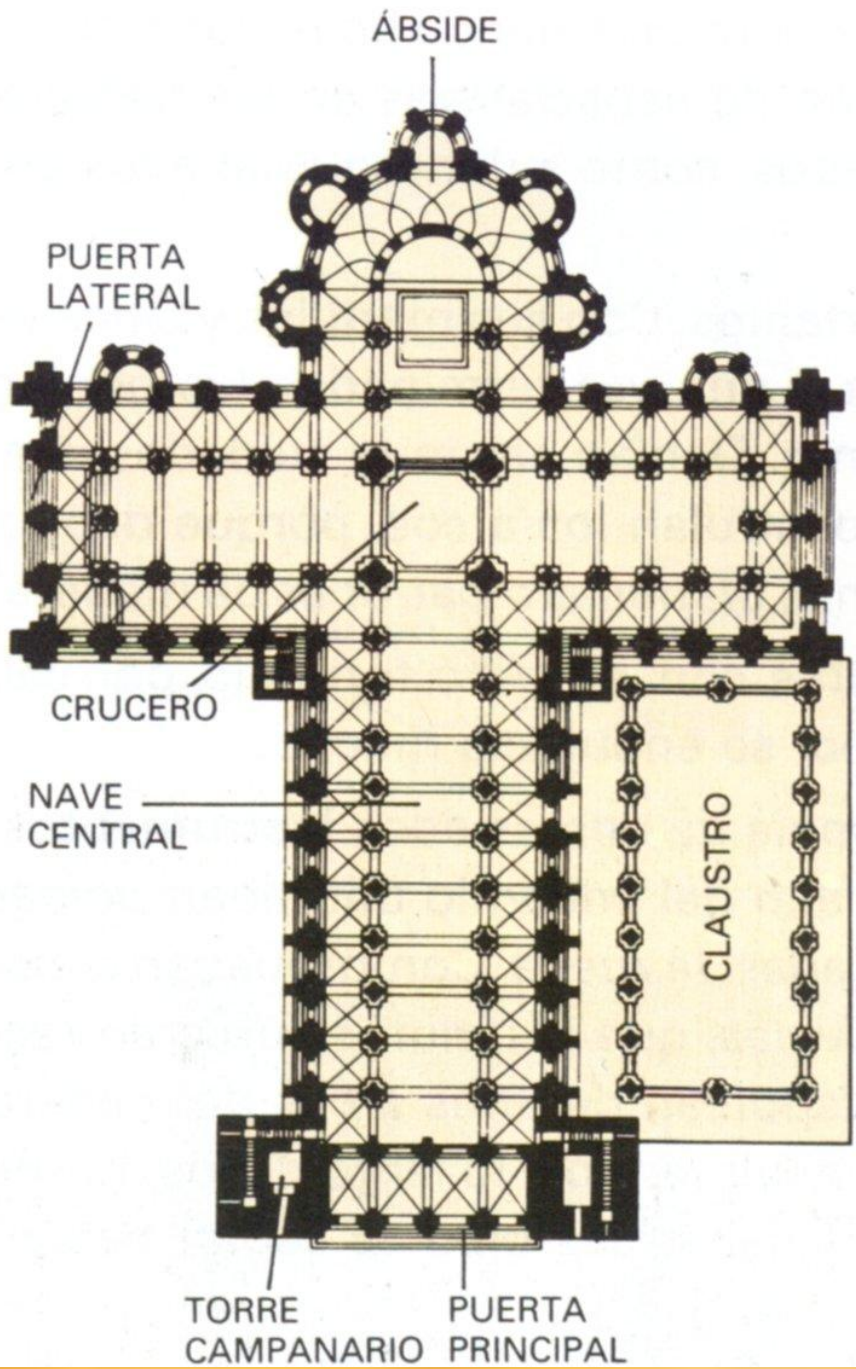 ÁBSIDE
PUERTA
LATERAL
CRUCERO
NAVE
CENTRAL
CLAUSTRO
TORRE
CAMPANARIO
PUERTA
PRINCIPAL